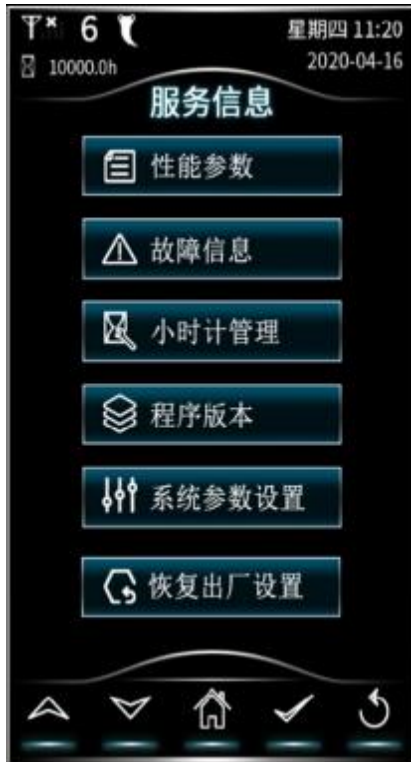 6
星期四 11:20
10000.0h
2020-04-16
服务信息
性能参数
故障信息
小时计管理
程序版本
系统参数设置
恢复出厂设置